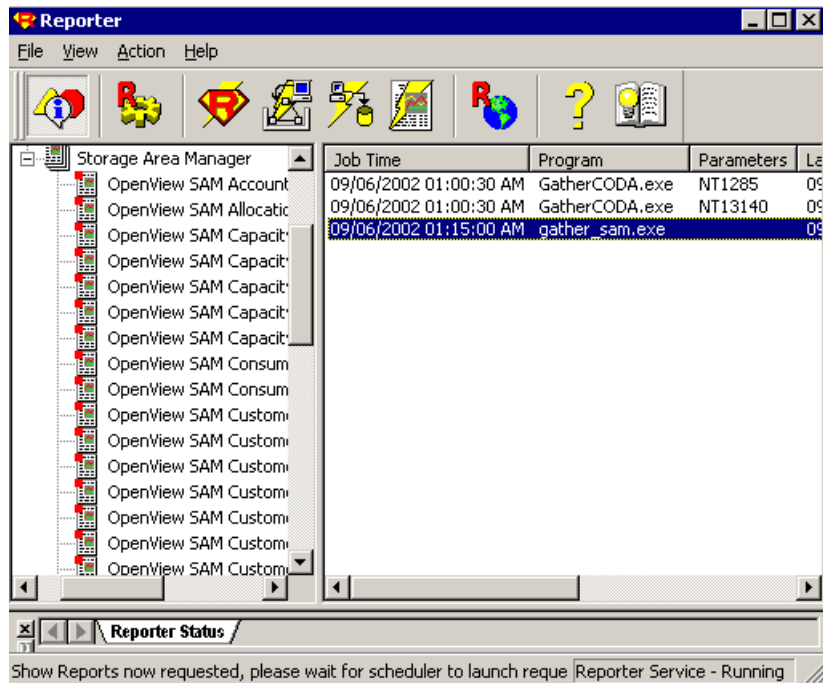 Reporter
File View Action Help
Storage Area Manager
OpenView SAM Account
OpenView SAM Allocatic
OpenView SAM Capacit
OpenView SAM Capacit
OpenView SAM Capacit
OpenView SAM Capacit
OpenView SAM Capacit
OpenView SAM Consum
OpenView SAM Consum
OpenView SAM Custom
OpenView SAM Custom
OpenView SAM Custom
OpenView SAM Custom
OpenView SAM Custom
OpenView SAM Custom
OpenView SAM Custom
Job Time Program Parameters La
09/06/2002 01:00:30 AM GatherCODA.exe NT1285 09
09/06/2002 01:00:30 AM GatherCODA.exe NT13140 09
09/06/2002 01:15:00 AM gather_sam.exe 09
Reporter Status
Show Reports now requested, please wait for scheduler to launch reque Reporter Service - Running